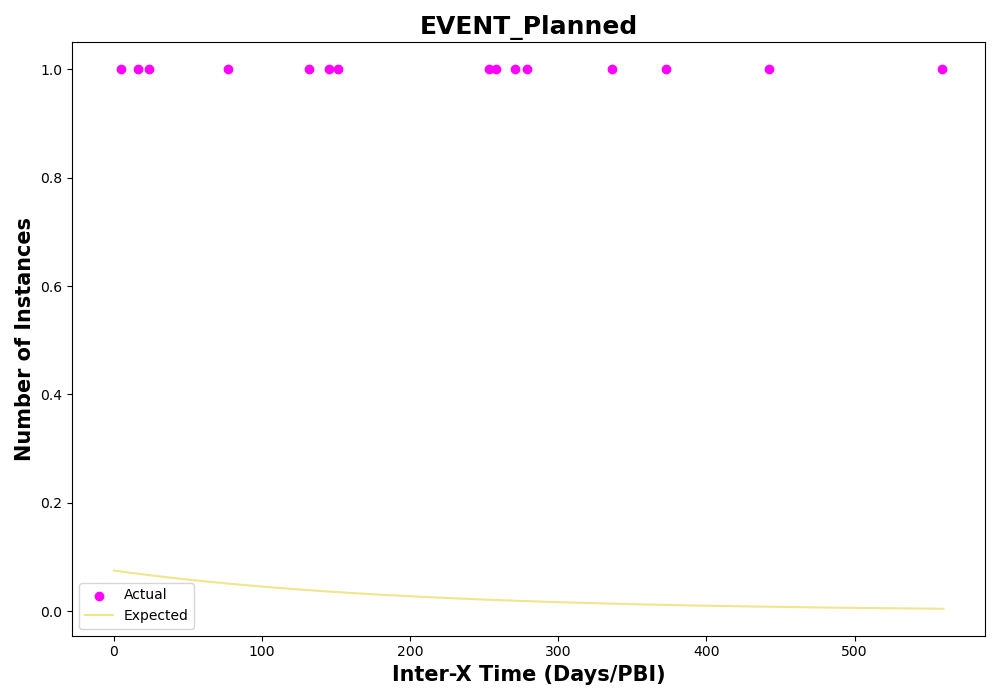 EVENT_Planned
Number of Instances
1.0
0.8
0.6
0.4
0.2
0.0
Actual
Expected
0 100 200 300 400 500
Inter-X Time (Days/PBI)